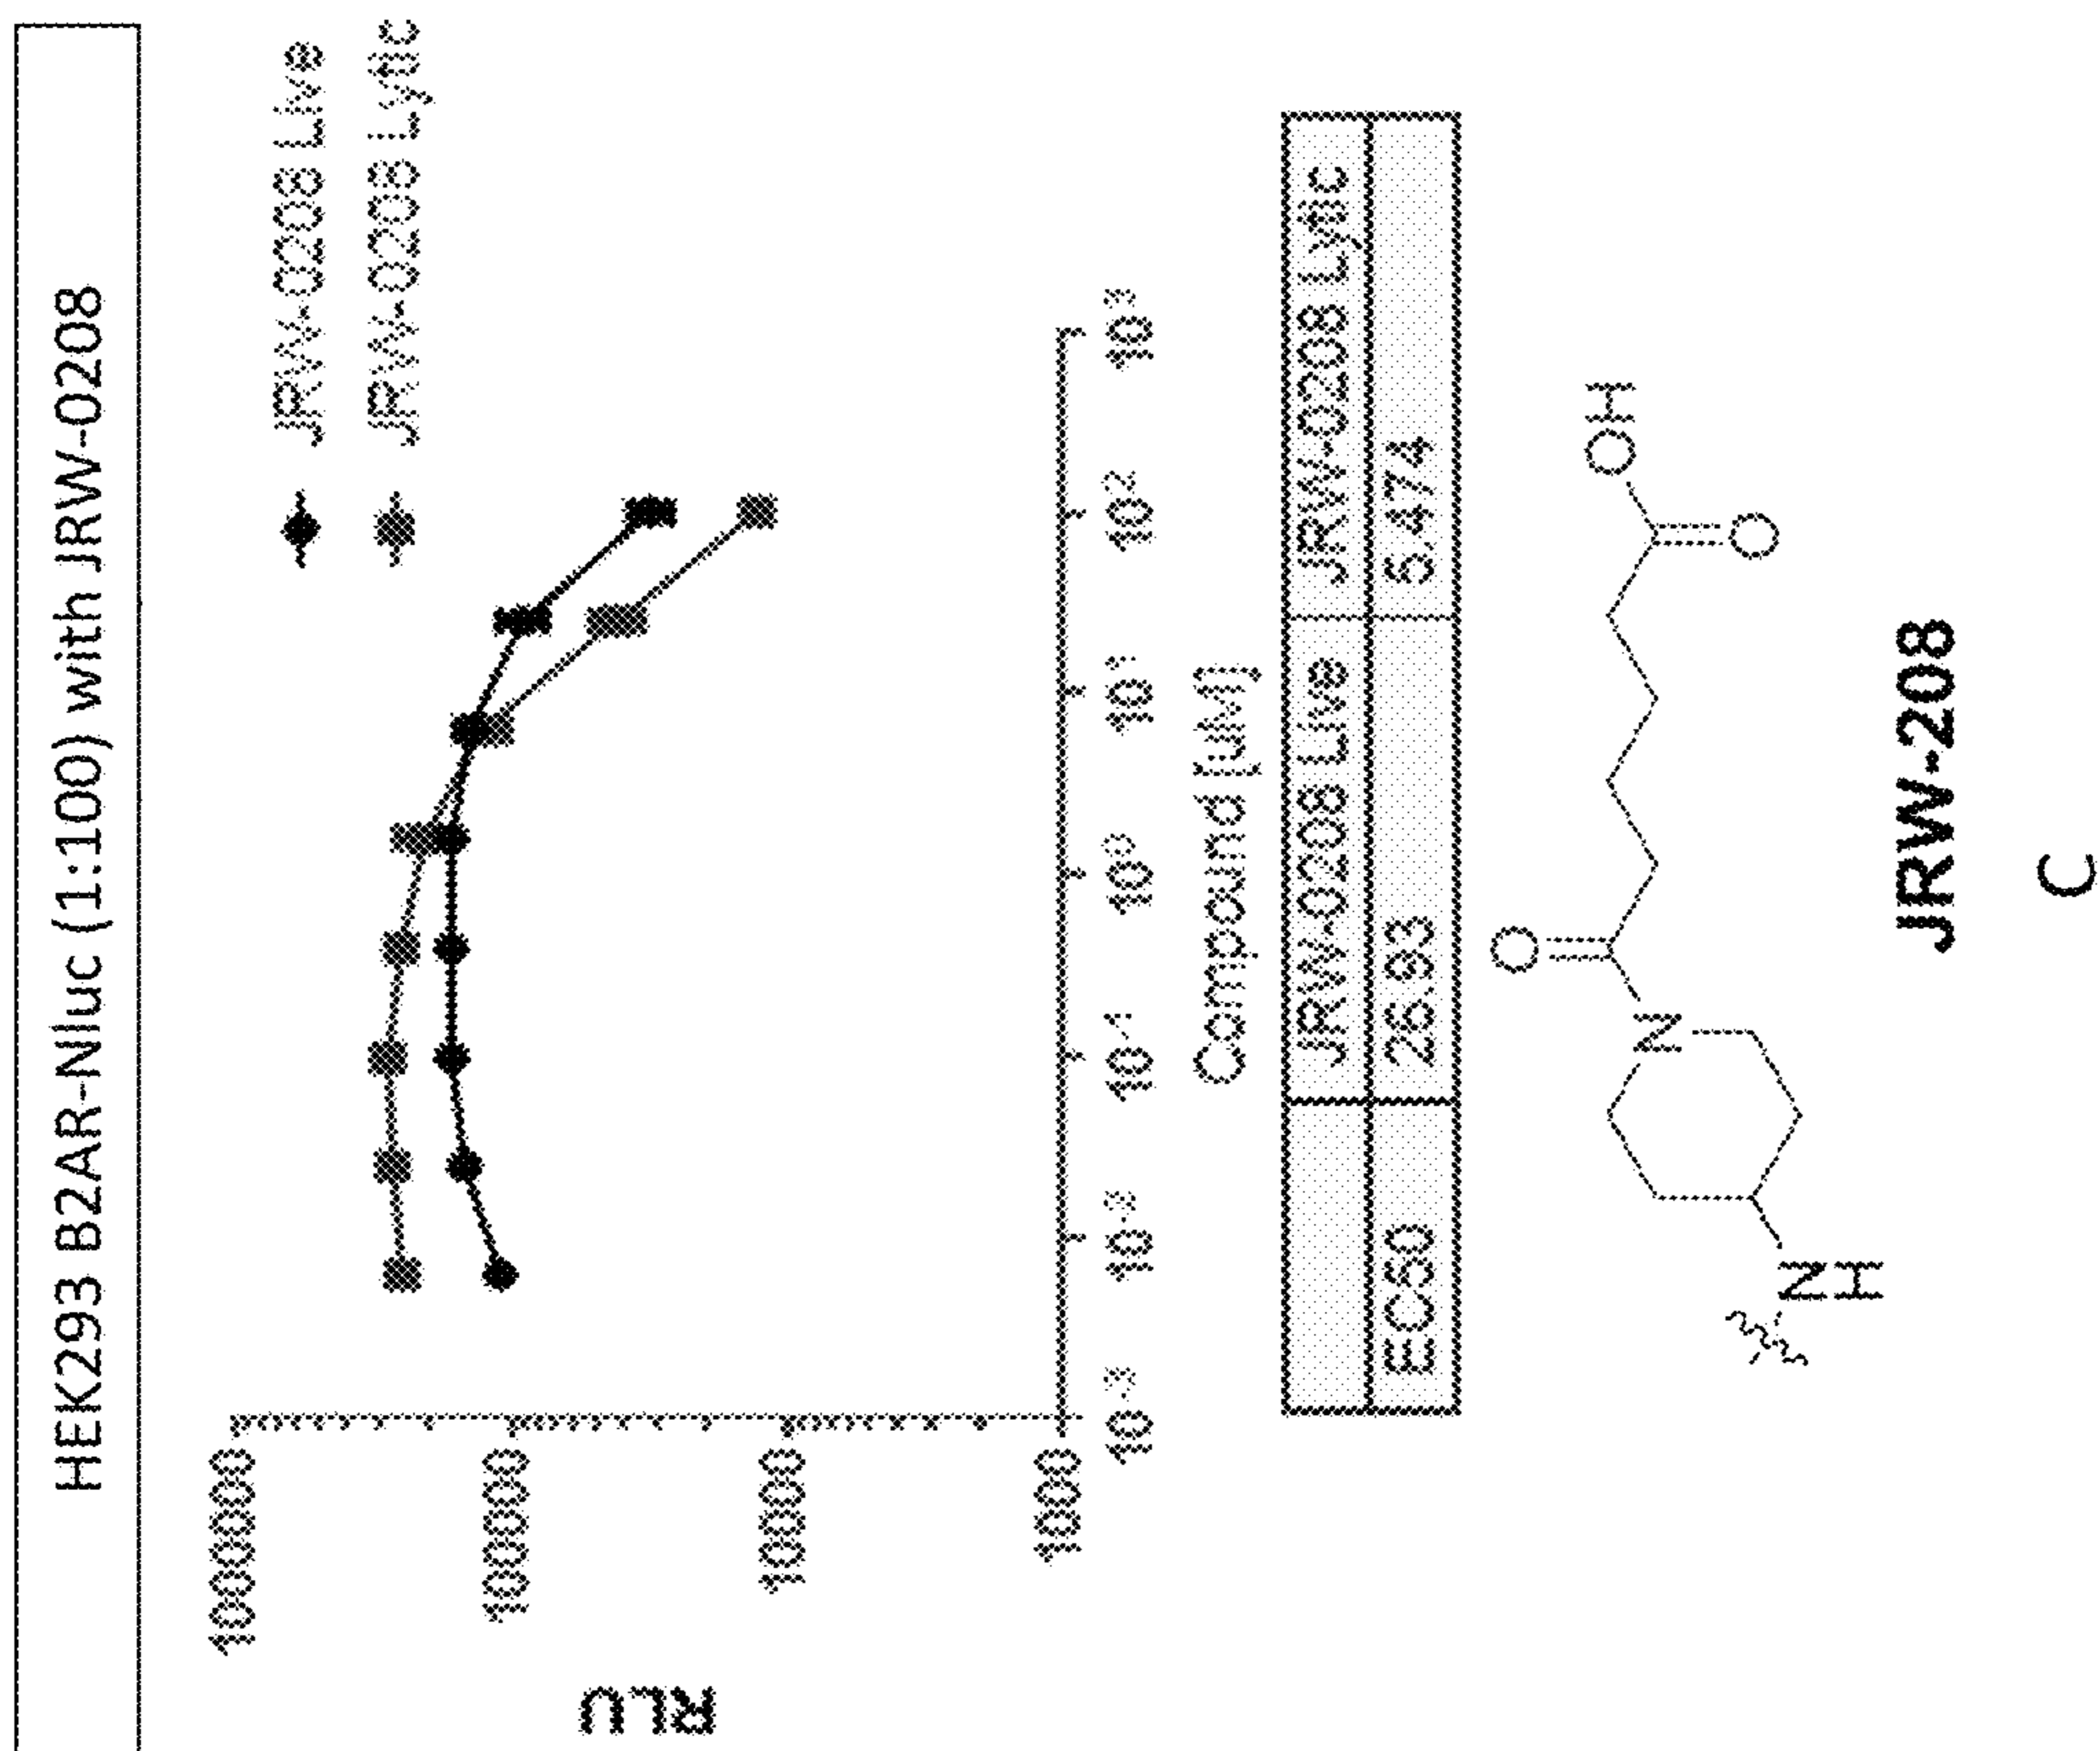 HEK293 B2AR-Nluc (1:100) with JRW-0208
JRW-0208 Live
JRW-0208 Lytic
RLU
1000000
100000
10000
1000
10-3 10-2 10-1 100 101 102 103
Compound [uM]
JRW-0208 Live JRW-0208 Lytic
EC50 26.93 5.474
O
N
NH
O
OH
JRW-208
C